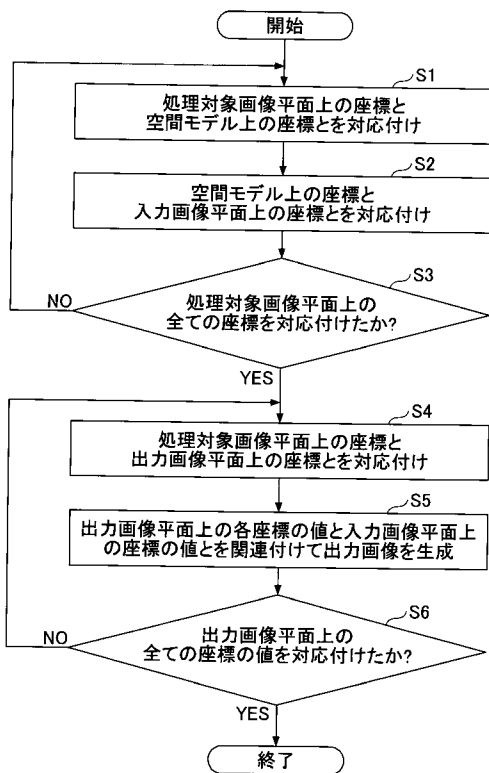 開始
S1
処理対象画像平面上の座標と
空間モデル上の座標とを対応付け
S2
空間モデル上の座標と
入力画像平面上の座標とを対応付け
S3
処理対象画像平面上の
全ての座標を対応付けたか?
NO
YES
S4
処理対象画像平面上の座標と
出力画像平面上の座標とを対応付け
S5
出力画像平面上の各座標の値と入力画像平面上
の座標の値とを関連付けて出力画像を生成
S6
出力画像平面上の
全ての座標の値を対応付けたか?
NO
YES
終了